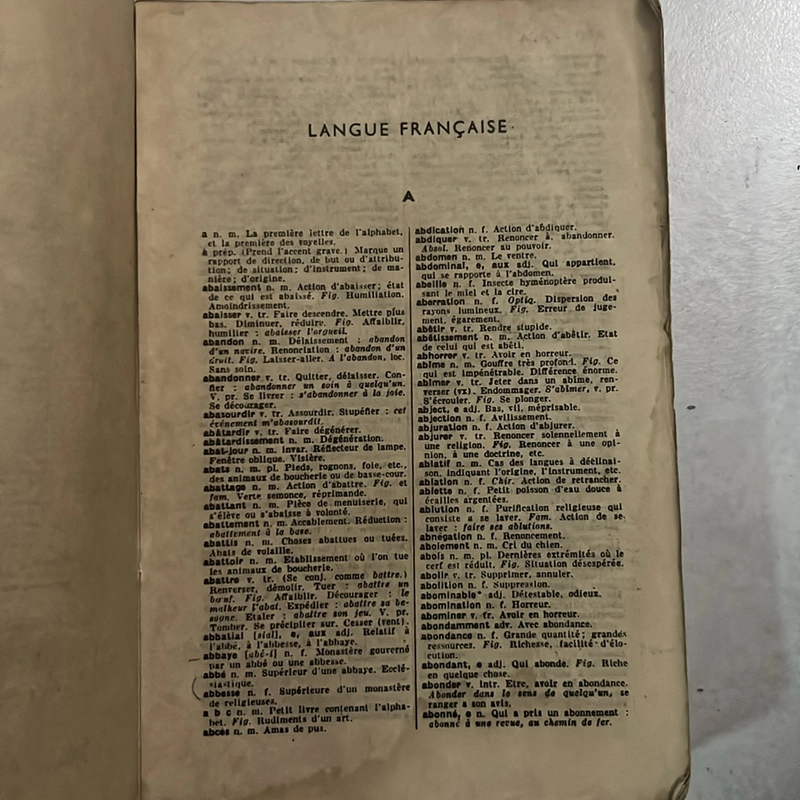 LANGUE FRANÇAISE
A
a n. m. La première lettre de l'alphabet,
et la première des voyelles.
à prép. (Prend l'accent grave.) Marque un
rapport de direction, de but ou d'attribu-
tion; de situation; d'instrument; de ma-
nière; d'origine.
abaissement n. m. Action d'abaisser; état
de ce qui est abaissé. Fig. Humiliation.
Amoindrissement.
abaisser v. tr. Faire descendre. Mettre plus
bas. Diminuer, réduire. Fig. Affaiblir,
humilier : abaisser l'orgueil.
abandon n. m. Délaissement : abandon
d'un navire. Renonciation : abandon d'un
droit. Fig. Laisser-aller. A l'abandon, loc.
Sans soin.
abandonner v. tr. Quitter, délaisser. Con-
fier : abandonner un soin à quelqu'un.
V. pr. Se livrer : s'abandonner à la joie.
Se décourager.
abasourdir v. tr. Assourdir. Stupéfier : cet
événement m'abasourdit.
abâtardir v. tr. Faire dégénérer.
abâtardissement n. m. Dégénération.
abat-jour n. m. invar. Réflecteur de lampe.
Fenêtre oblique. Visière.
abats n. m. pl. Pieds, rognons, foie, etc.,
des animaux de boucherie ou de basse-cour.
abattage n. m. Action d'abattre. Fig. et
fam. Verte semonce, réprimande.
abattant n. m. Pièce de menuiserie, qui
s'élève ou s'abaisse à volonté.
abattement n. m. Accablement. Réduction :
abattement à la base.
abattis n. m. Choses abattues ou tuées.
Abats de volaille.
abattoir n. m. Etablissement où l'on tue
les animaux de boucherie.
abattre v. tr. (Se conj. comme battre.)
Renverser, démolir. Tuer : abattre un
bœuf. Fig. Affaiblir. Décourager : le
malheur l'abat. Expédier : abattre sa be-
sogne. Etaler : abattre son jeu. V. pr.
Tomber. Se précipiter sur. Cesser (vent).
abbatial [sial], e, aux adj. Relatif à
l'abbé, à l'abbesse, à l'abbaye.
abbaye [abé-i] n. f. Monastère gouverné
par un abbé ou une abbesse.
abbé n. m. Supérieur d'une abbaye. Ecclé-
siastique.
abbesse n. f. Supérieure d'un monastère
de religieuses.
a b c n. m. Petit livre contenant l'alpha-
bet. Fig. Rudiments d'un art.
abcès n. m. Amas de pus.
abdication n. f. Action d'abdiquer.
abdiquer v. tr. Renoncer à, abandonner.
Absol. Renoncer au pouvoir.
abdomen n. m. Le ventre.
abdominal, e, aux adj. Qui appartient,
qui se rapporte à l'abdomen.
abeille n. f. Insecte hyménoptère produi-
sant le miel et la cire.
aberration n. f. Optiq. Dispersion des
rayons lumineux. Fig. Erreur de juge-
ment, égarement.
abêtir v. tr. Rendre stupide.
abêtissement n. m. Action d'abêtir. Etat
de celui qui est abêti.
abhorrer v. tr. Avoir en horreur.
abîme n. m. Gouffre très profond. Fig. Ce
qui est impénétrable. Différence énorme.
abîmer v. tr. Jeter dans un abîme, ren-
verser (vx). Endommager. S'abîmer, v. pr.
S'écrouler. Fig. Se plonger.
abject, e adj. Bas, vil, méprisable.
abjection n. f. Avilissement.
abjuration n. f. Action d'abjurer.
abjurer v. tr. Renoncer solennellement à
une religion. Fig. Renoncer à une opi-
nion, à une doctrine, etc.
ablatif n. m. Cas des langues à déclinai-
son, indiquant l'origine, l'instrument, etc.
ablation n. f. Chir. Action de retrancher.
ablette n. f. Petit poisson d'eau douce à
écailles argentées.
ablution n. f. Purification religieuse qui
consiste à se laver. Fam. Action de se
laver : faire ses ablutions.
abnégation n. f. Renoncement.
aboiement n. m. Cri du chien.
abois n. m. pl. Dernières extrémités où le
cerf est réduit. Fig. Situation désespérée.
abolir v. tr. Supprimer, annuler.
abolition n. f. Suppression.
abominable adj. Détestable, odieux.
abomination n. f. Horreur.
abominer v. tr. Avoir en horreur.
abondamment adv. Avec abondance.
abondance n. f. Grande quantité; grandes
ressources. Fig. Richesse, facilité d'élo-
cution.
abondant, e adj. Qui abonde. Fig. Riche
en quelque chose.
abonder v. intr. Etre, avoir en abondance.
Abonder dans le sens de quelqu'un, se
ranger à son avis.
abonné, e n. Qui a pris un abonnement :
abonné à une revue, au chemin de fer.